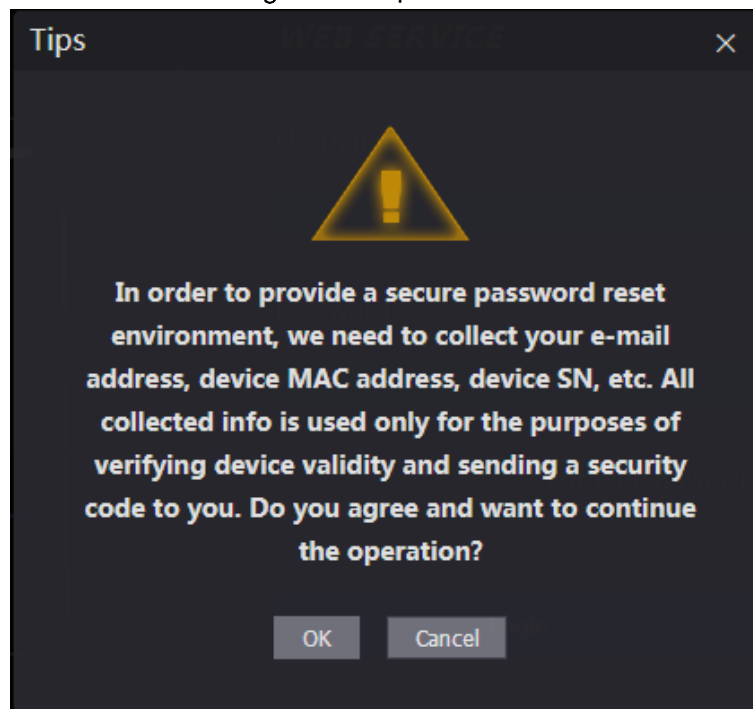 Tips
WEB SERVICE
×
In order to provide a secure password reset
environment, we need to collect your e-mail
address, device MAC address, device SN, etc. All
collected info is used only for the purposes of
verifying device validity and sending a security
code to you. Do you agree and want to continue
the operation?
OK
Cancel